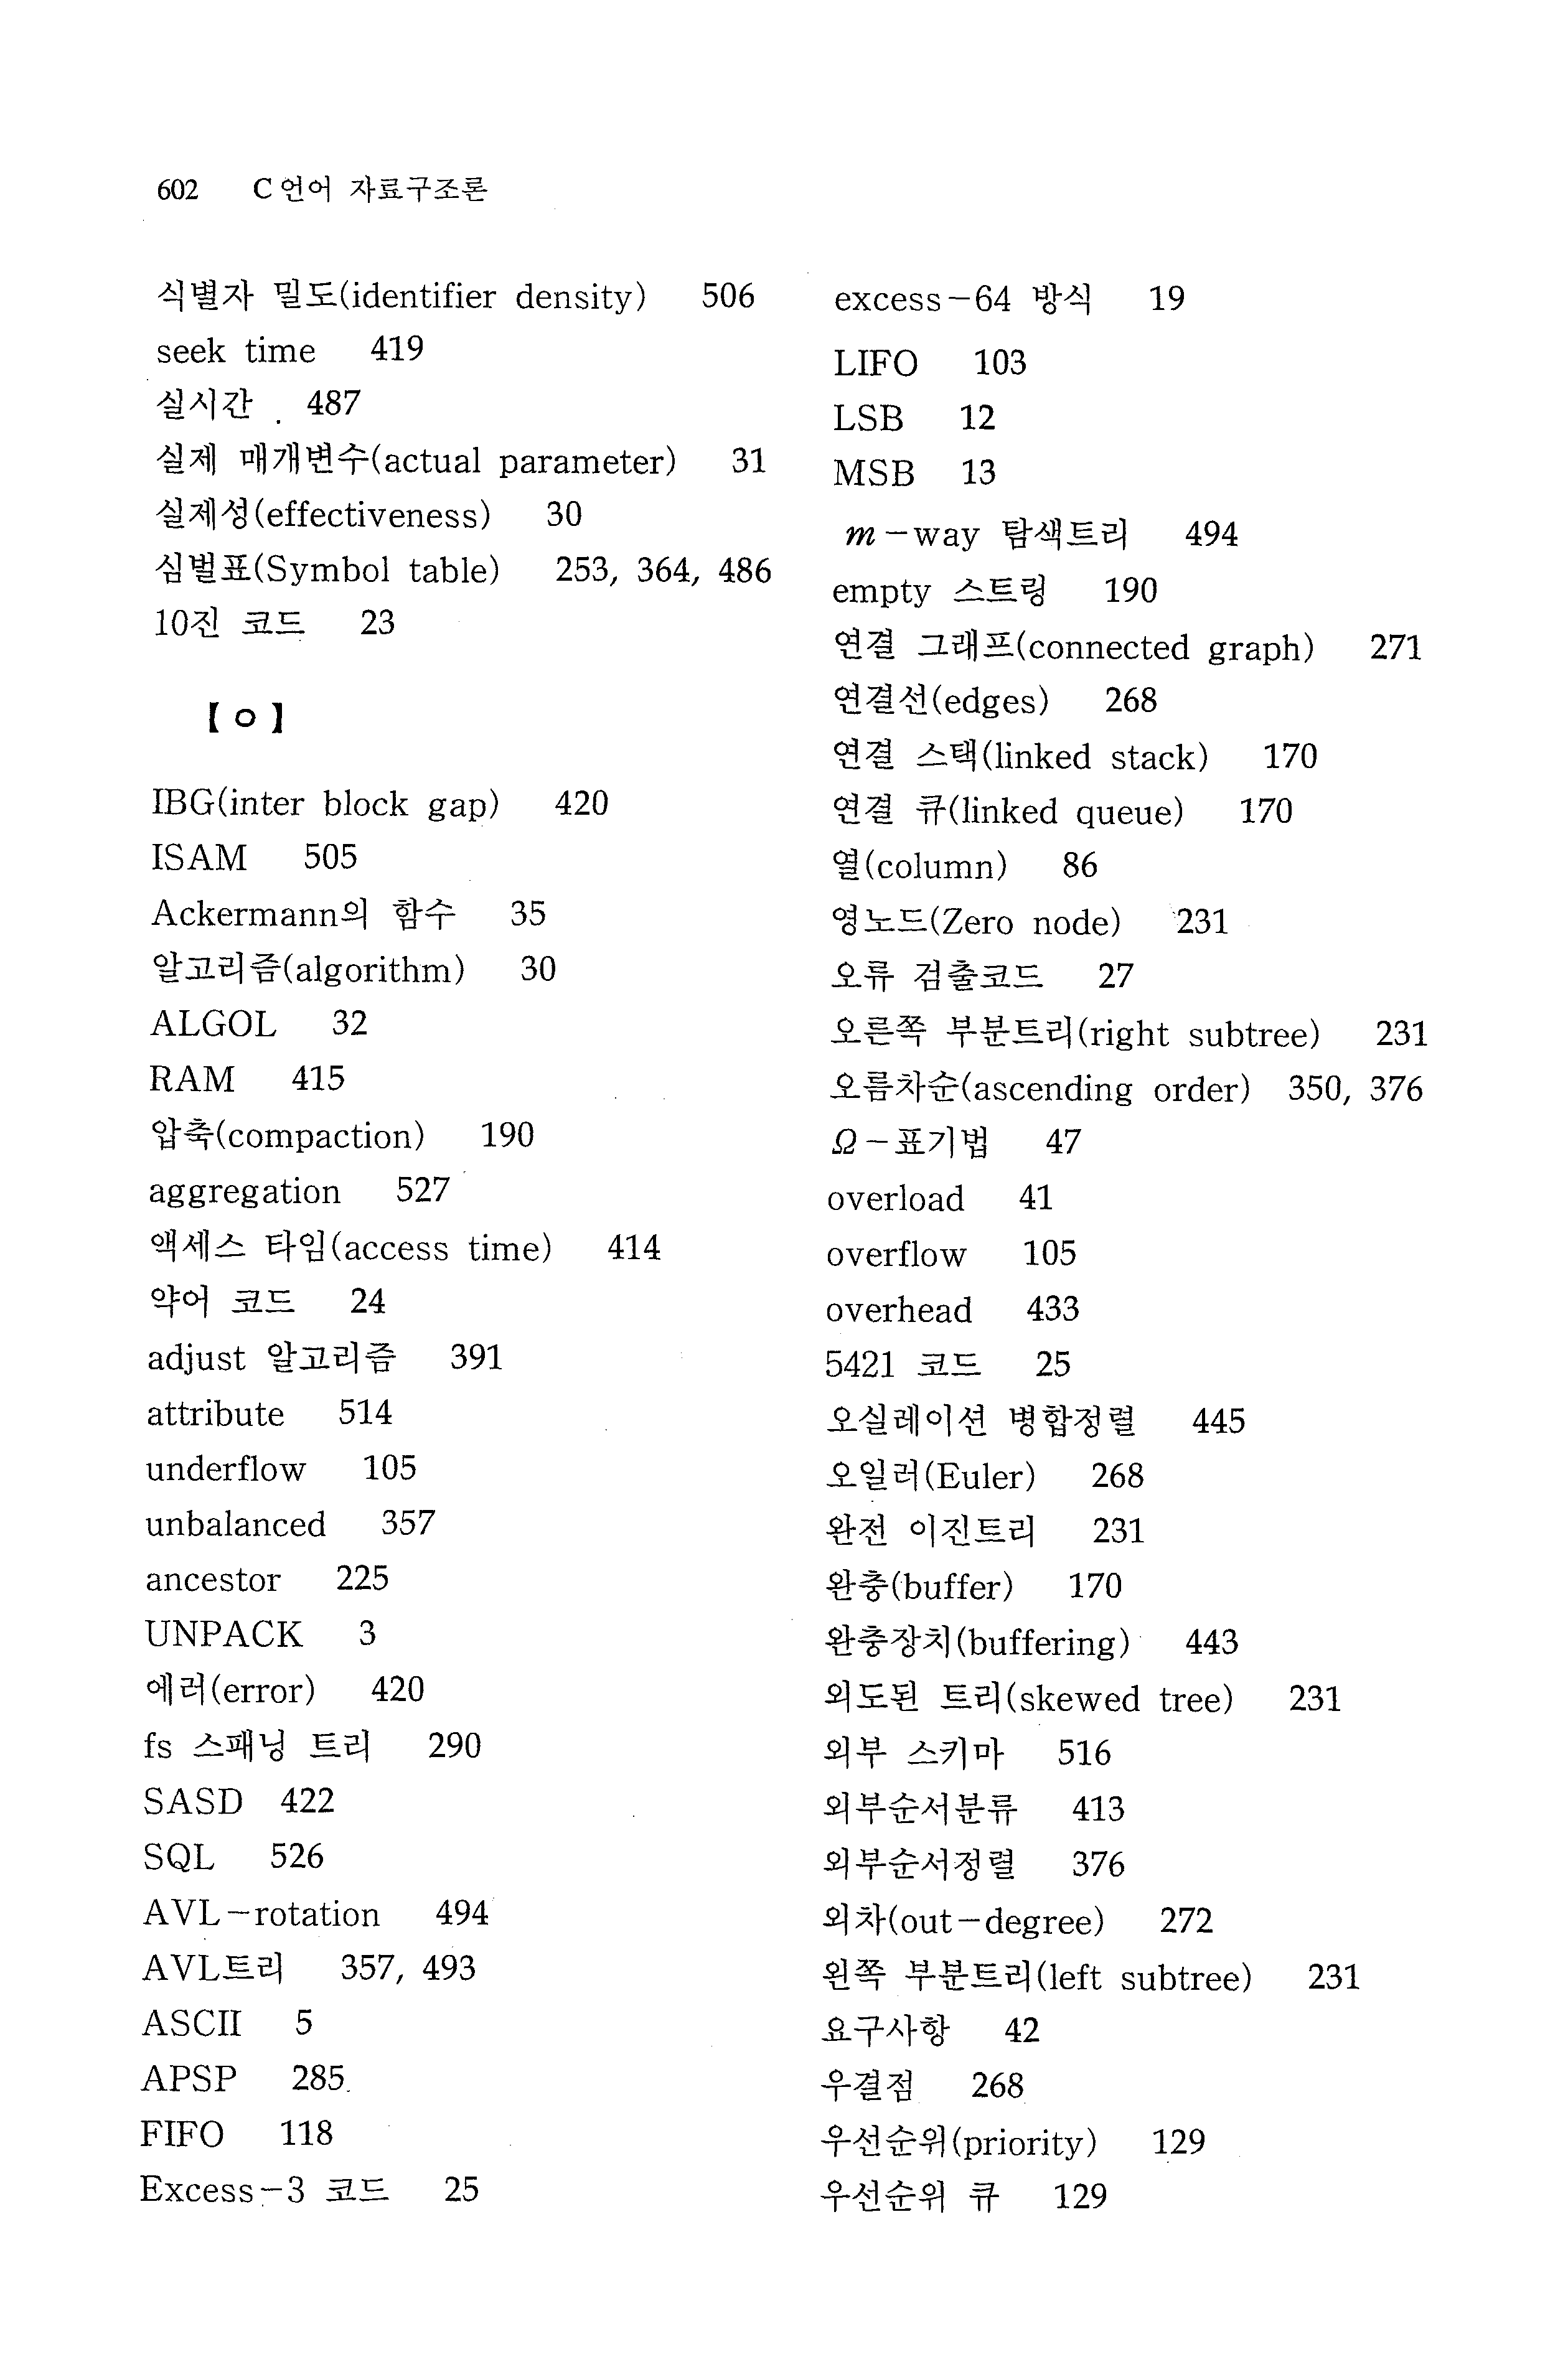 602 C 언어 자료구조론
식별자 밀도(identifier density) 506
seek time 419
실시간 487
실제 매개변수(actual parameter) 31
실제성(effectiveness) 30
심벌표(Symbol table) 253, 364, 486
10진 코드 23
【ㅇ】
IBG(inter block gap) 420
ISAM 505
Ackermann의 함수 35
알고리즘(algorithm) 30
ALGOL 32
RAM 415
압축(compaction) 190
aggregation 527
액세스 타임(access time) 414
약어 코드 24
adjust 알고리즘 391
attribute 514
underflow 105
unbalanced 357
ancestor 225
UNPACK 3
에러(error) 420
fs 스패닝 트리 290
SASD 422
SQL 526
AVL-rotation 494
AVL트리 357, 493
ASCII 5
APSP 285
FIFO 118
Excess-3 코드 25
excess-64 방식 19
LIFO 103
LSB 12
MSB 13
m-way 탐색트리 494
empty 스트링 190
연결 그래프(connected graph) 271
연결선(edges) 268
연결 스택(linked stack) 170
연결 큐(linked queue) 170
열(column) 86
영노드(Zero node) 231
오류 검출코드 27
오른쪽 부분트리(right subtree) 231
오름차순(ascending order) 350, 376
Ω-표기법 47
overload 41
overflow 105
overhead 433
5421 코드 25
오실레이션 병합정렬 445
오일러(Euler) 268
완전 이진트리 231
완충(buffer) 170
완충장치(buffering) 443
외도된 트리(skewed tree) 231
외부 스키마 516
외부순서분류 413
외부순서정렬 376
외차(out-degree) 272
왼쪽 부분트리(left subtree) 231
요구사항 42
우결점 268
우선순위(priority) 129
우선순위 큐 129